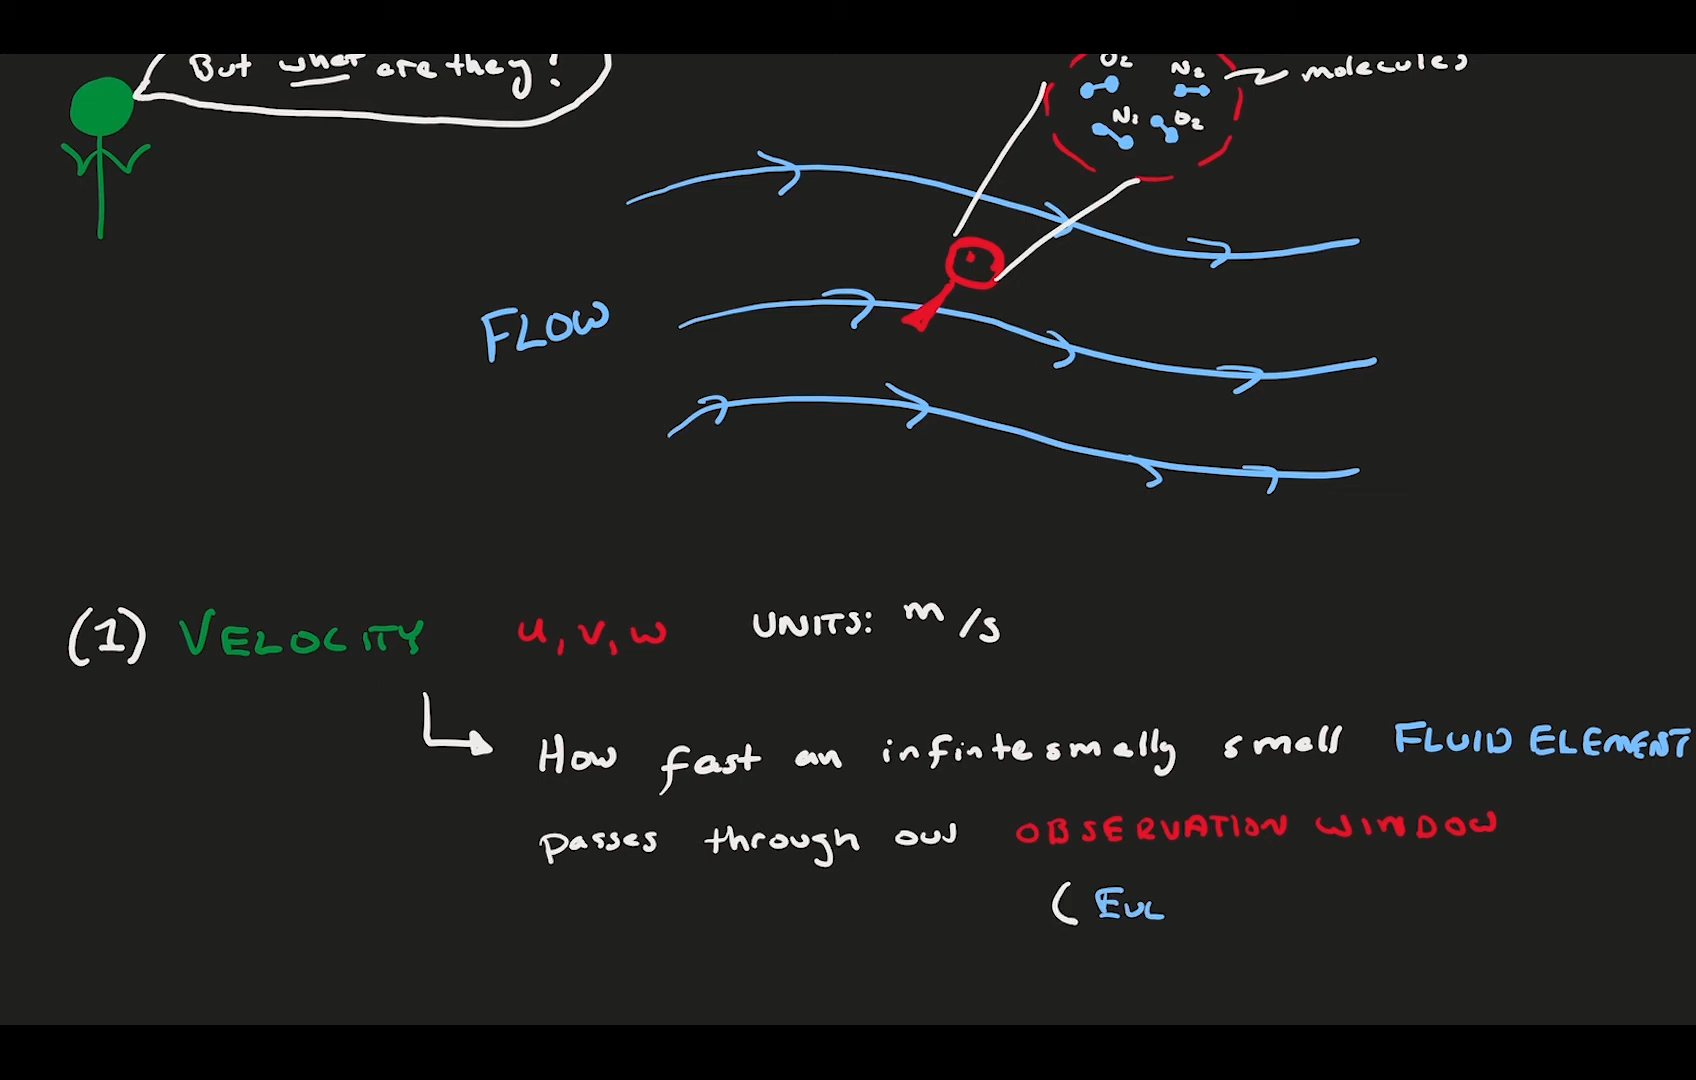 But what are they?
O2 N2 molecules
N2 O2
FLOW
(1) VELOCITY u, v, w UNITS: m/s
How fast an infintesmally small FLUID ELEMENT
passes through our OBSERVATION WINDOW
(EUL